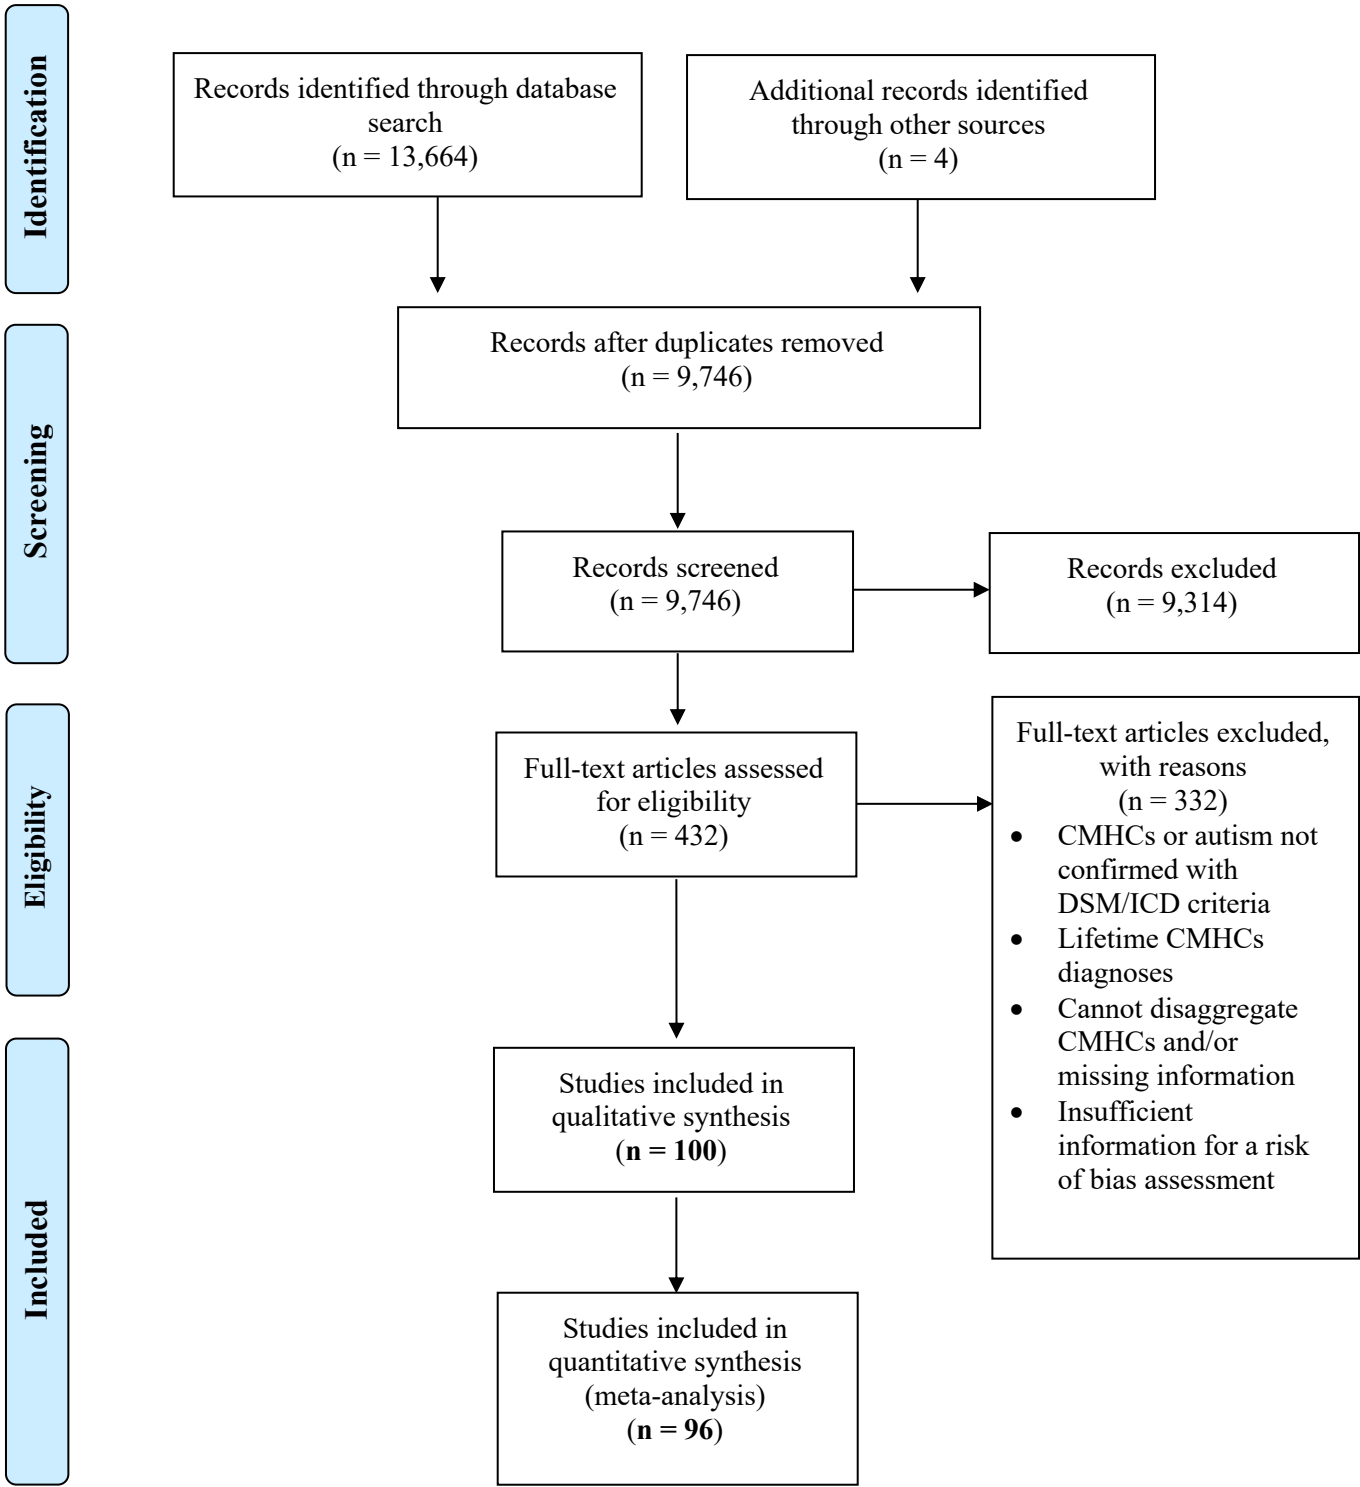 Identification
Records identified through database
search
(n = 13,664)
Additional records identified
through other sources
(n = 4)
Screening
Records after duplicates removed
(n = 9,746)
Records screened
(n = 9,746)
Records excluded
(n = 9,314)
Eligibility
Full-text articles assessed
for eligibility
(n = 432)
Full-text articles excluded,
with reasons
(n = 332)
• CMHCs or autism not
confirmed with
DSM/ICD criteria
• Lifetime CMHCs
diagnoses
• Cannot disaggregate
CMHCs and/or
missing information
• Insufficient
information for a risk
of bias assessment
Included
Studies included in
qualitative synthesis
(n = 100)
Studies included in
quantitative synthesis
(meta-analysis)
(n = 96)